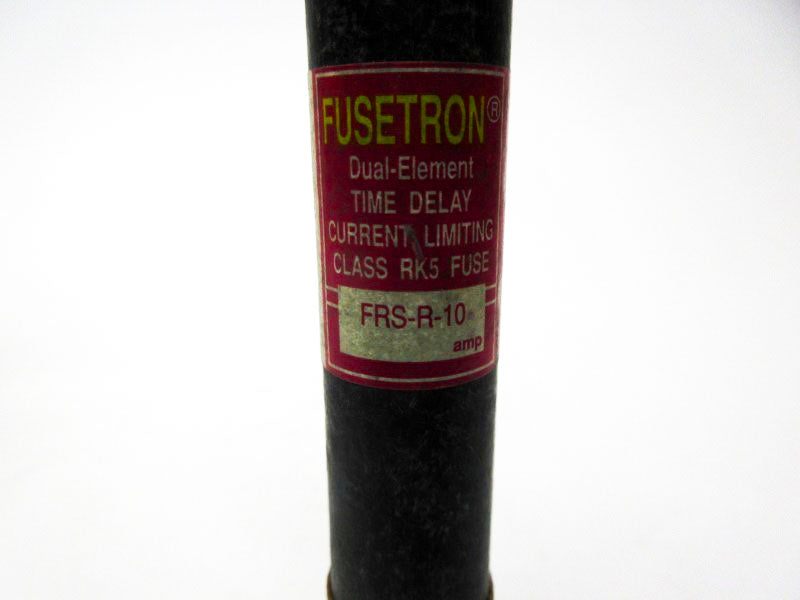 FUSETRON®
Dual-Element
TIME DELAY
CURRENT LIMITING
CLASS RK5 FUSE
FRS-R-10
amp